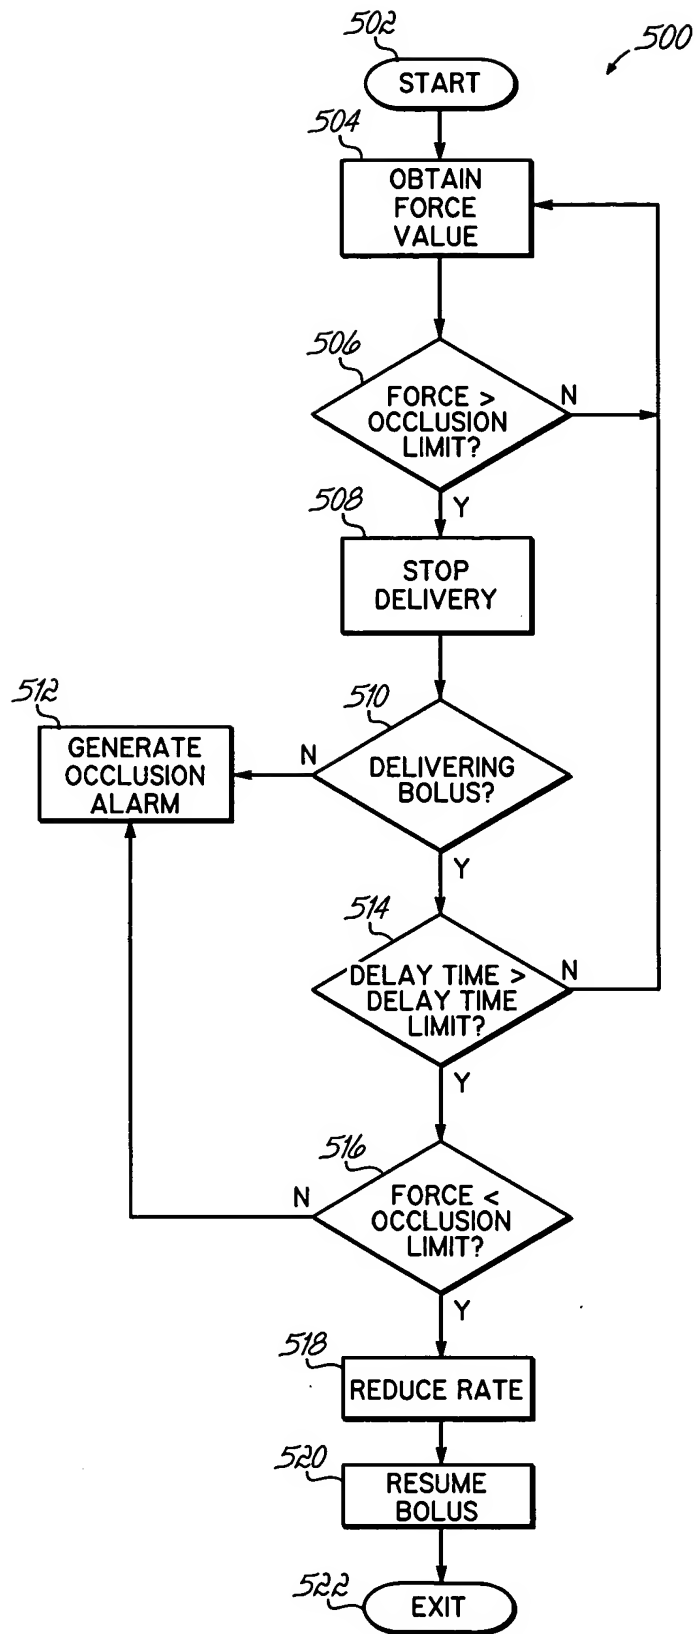 500
502
START
504
OBTAIN
FORCE
VALUE
506
FORCE >
OCCLUSION
LIMIT?
N
Y
508
STOP
DELIVERY
510
DELIVERING
BOLUS?
N
Y
512
GENERATE
OCCLUSION
ALARM
514
DELAY TIME >
DELAY TIME
LIMIT?
N
Y
516
FORCE <
OCCLUSION
LIMIT?
N
Y
518
REDUCE RATE
520
RESUME
BOLUS
522
EXIT